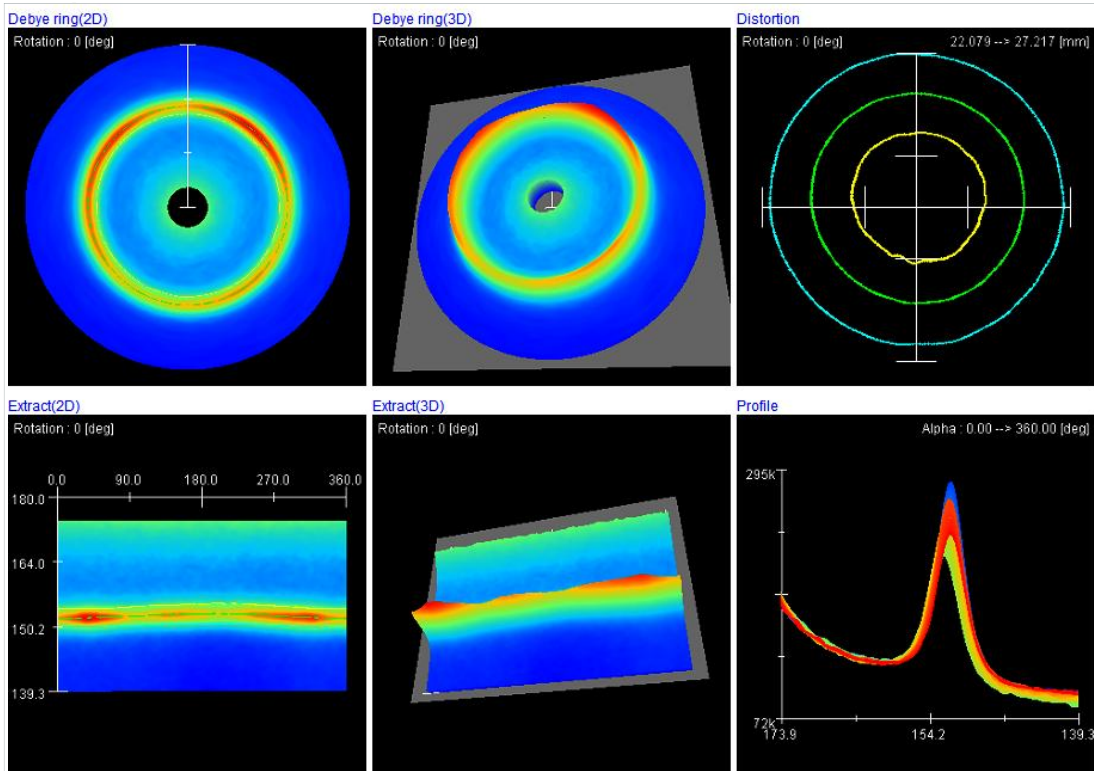 Debye ring(2D)
Rotation : 0 [deg]
Debye ring(3D)
Rotation : 0 [deg]
Distortion
Rotation : 0 [deg] 22.079 --> 27.217 [mm]
Extract(2D)
Rotation : 0 [deg]
0.0 90.0 180.0 270.0 360.0
180.0
164.0
150.2
139.3
Extract(3D)
Rotation : 0 [deg]
Profile
Alpha : 0.00 --> 360.00 [deg]
295k
72k
173.9 154.2 139.3